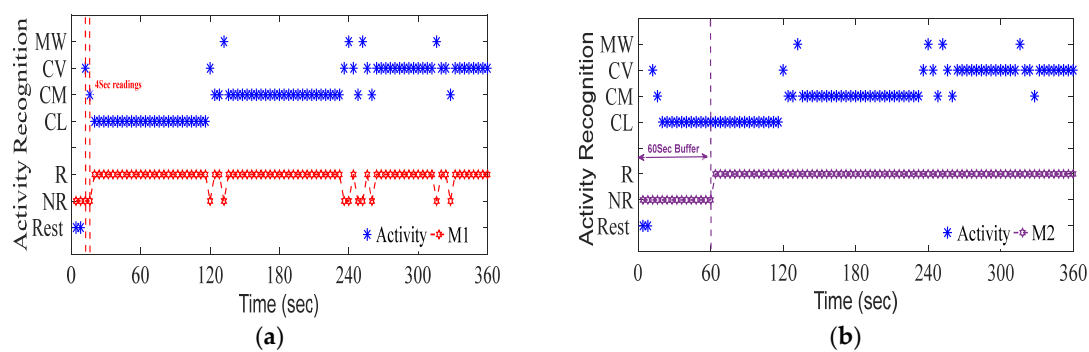 Activity Recognition
MW
CV
CM
CL
R
NR
Rest
4Sec readings
Activity M1
0 60 120 180 240 300 360
Time (sec)
(a)
Activity Recognition
MW
CV
CM
CL
R
NR
Rest
60Sec Buffer
Activity M2
0 60 120 180 240 300 360
Time (sec)
(b)